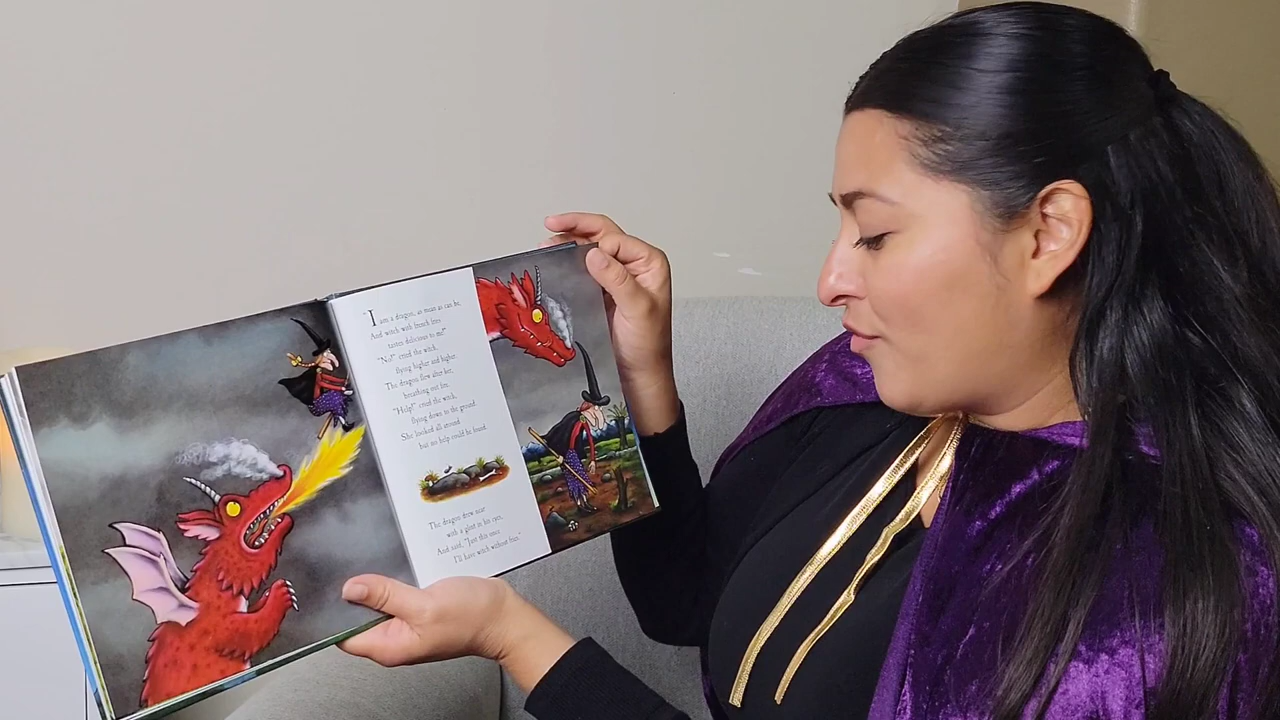 "I am a dragon, as mean as can be,
And witch with french fries
tastes delicious to me!"
"No!" cried the witch,
flying higher and higher.
The dragon flew after her,
breathing out fire.
"Help!" cried the witch,
flying down to the ground.
She looked all around
but no help could be found.
The dragon drew near
with a glint in his eyes,
And said, "Just this once
I'll have witch without fries."